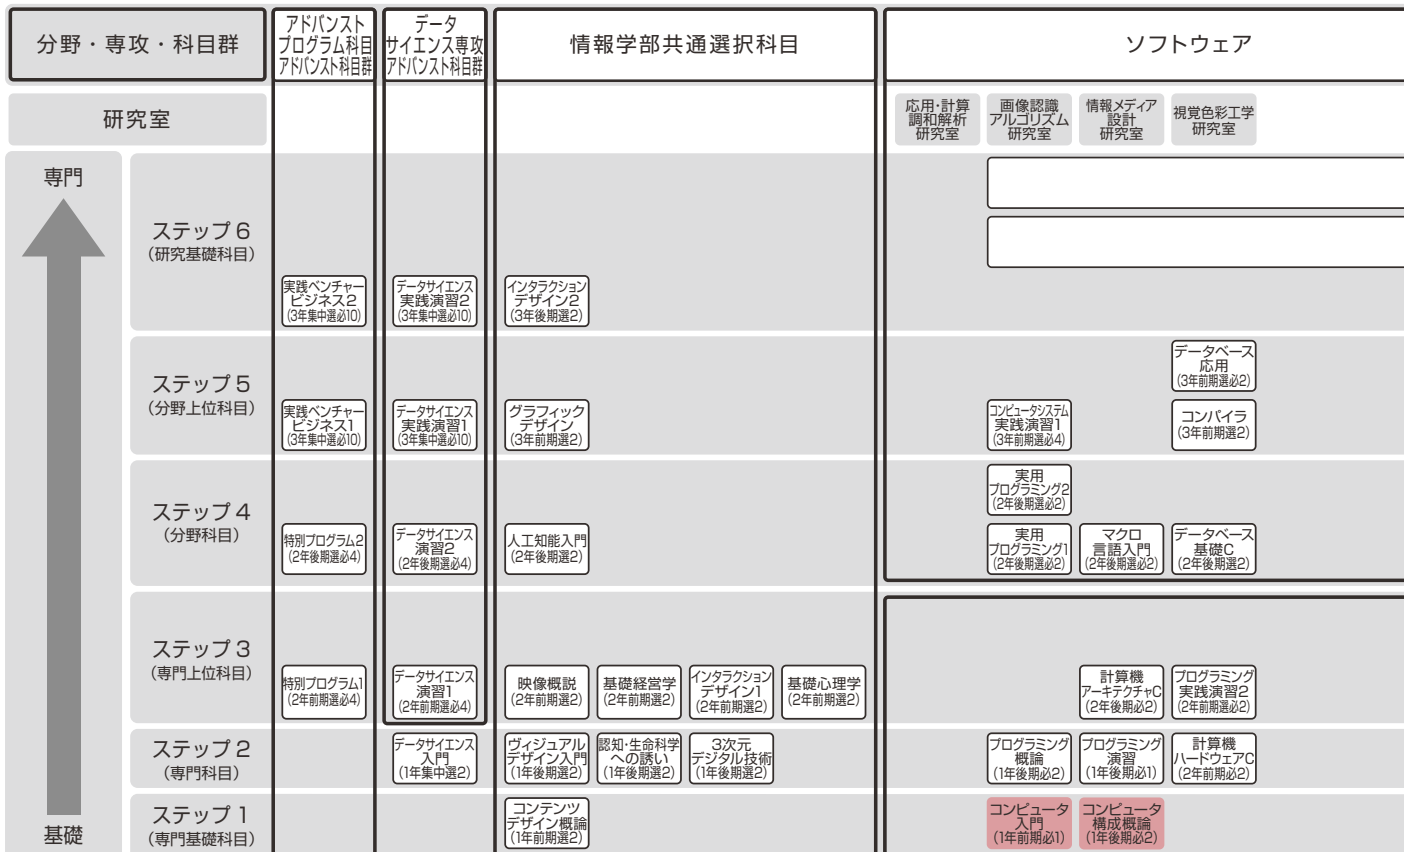 分野・専攻・科目群
アドバンスト
プログラム科目
アドバンスト科目群
データ
サイエンス専攻
アドバンスト科目群
情報学部共通選択科目
ソフトウェア
研究室
応用・計算
調和解析
研究室
画像認識
アルゴリズム
研究室
情報メディア
設計
研究室
視覚色彩工学
研究室
専門
ステップ6
(研究基礎科目)
実践ベンチャー
ビジネス2
(3年集中選必10)
データサイエンス
実践演習2
(3年集中選必10)
インタラクション
デザイン2
(3年後期選2)
ステップ5
(分野上位科目)
データベース
応用
(3年前期選必2)
実践ベンチャー
ビジネス1
(3年集中選必10)
データサイエンス
実践演習1
(3年集中選必10)
グラフィック
デザイン
(3年前期選2)
コンピュータシステム
実践演習1
(3年前期選必4)
コンパイラ
(3年前期選2)
ステップ4
(分野科目)
実用
プログラミング2
(2年後期選必2)
特別プログラム2
(2年後期選必4)
データサイエンス
演習2
(2年後期選必4)
人工知能入門
(2年後期選2)
実用
プログラミング1
(2年後期選必2)
マクロ
言語入門
(2年後期選必2)
データベース
基礎C
(2年後期選2)
ステップ3
(専門上位科目)
特別プログラム1
(2年前期選必4)
データサイエンス
演習1
(2年前期選必4)
映像概説
(2年前期選2)
基礎経営学
(2年前期選2)
インタラクション
デザイン1
(2年前期選2)
基礎心理学
(2年前期選2)
計算機
アーキテクチャC
(2年後期必2)
プログラミング
実践演習2
(2年前期選必2)
ステップ2
(専門科目)
データサイエンス
入門
(1年集中選2)
ヴィジュアル
デザイン入門
(1年後期選2)
認知・生命科学
への誘い
(1年後期選2)
3次元
デジタル技術
(1年後期選2)
プログラミング
概論
(1年後期必2)
プログラミング
演習
(1年後期必1)
計算機
ハードウェアC
(2年前期必2)
基礎
ステップ1
(専門基礎科目)
コンテンツ
デザイン概論
(1年前期選2)
コンピュータ
入門
(1年前期必1)
コンピュータ
構成概論
(1年後期必2)